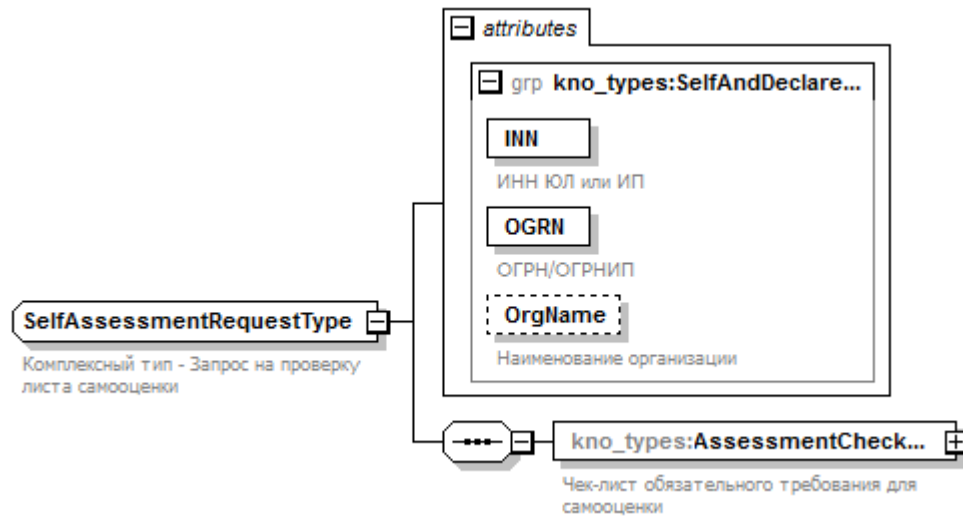 attributes
grp kno_types:SelfAndDeclare...
INN
ИНН ЮЛ или ИП
OGRN
ОГРН/ОГРНИП
OrgName
Наименование организации
SelfAssessmentRequestType
Комплексный тип - Запрос на проверку
листа самооценки
kno_types:AssessmentCheck...
Чек-лист обязательного требования для
самооценки